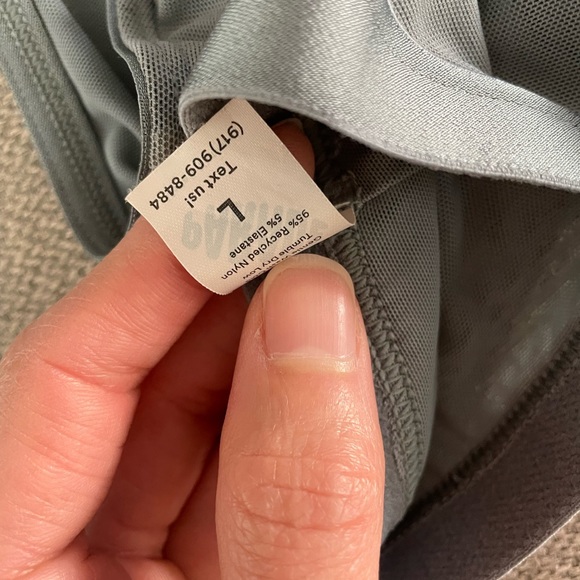 Tumble Dry Low
95% Recycled Nylon
5% Elastane
L
Text us!
(917) 909-8484